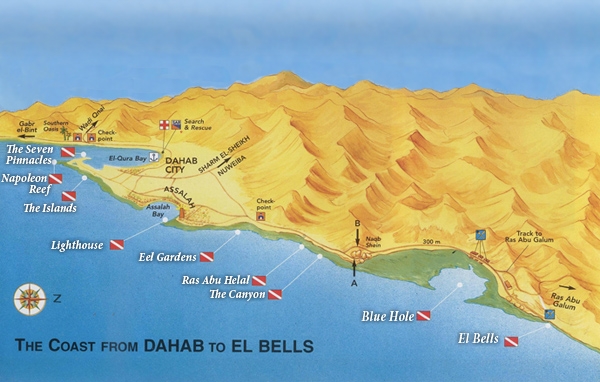 Gabr
el-Bint
Southern
Oasis
Wadi Qnai
Check-
point
Search
& Rescue
The Seven
Pinnacles
El-Qura Bay
DAHAB
CITY
SHARM EL-SHEIKH
NUWEIBA
Napoleon
Reef
The Islands
ASSALAH
Assalah
Bay
Check-
point
Lighthouse
Eel Gardens
Ras Abu Helal
The Canyon
B
Naqb
Shein
A
300 m
Track to
Ras Abu Galum
Ras Abu
Galum
Blue Hole
El Bells
Z
THE COAST FROM DAHAB TO EL BELLS